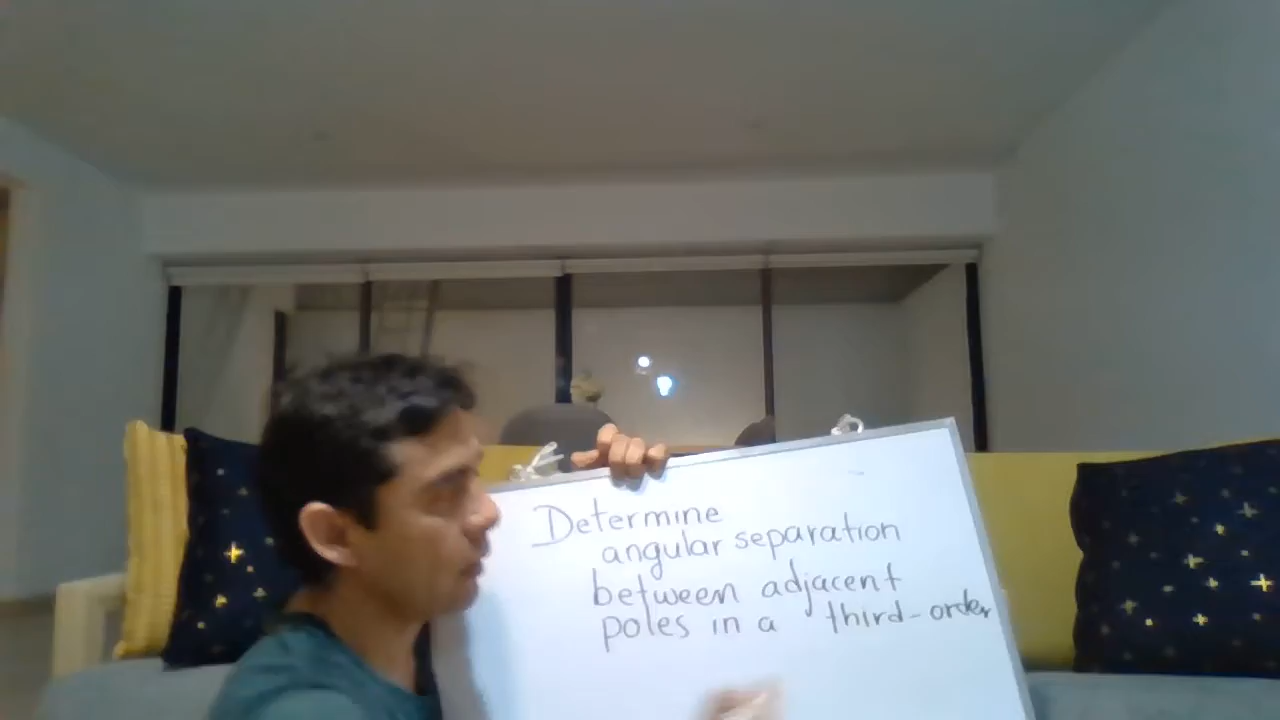 Determine
angular separation
between adjacent
poles in a third-order